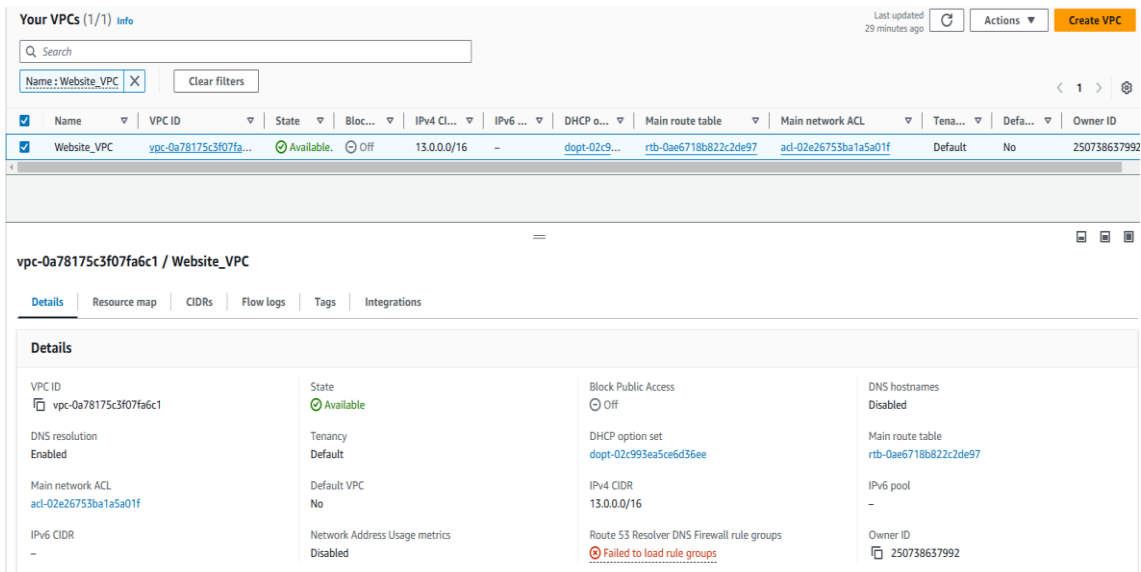 Your VPCs (1/1) Info
Last updated
29 minutes ago
Actions
Create VPC
Search
Name : Website_VPC
Clear filters
1
Name VPC ID State Bloc... IPv4 CI... IPv6 ... DHCP o... Main route table Main network ACL Tena... Defa... Owner ID
Website_VPC vpc-0a78175c3f07fa... Available. Off 13.0.0.0/16 – dopt-02c9... rtb-0ae6718b822c2de97 acl-02e26753ba1a5a01f Default No 250738637992
vpc-0a78175c3f07fa6c1 / Website_VPC
Details Resource map CIDRs Flow logs Tags Integrations
Details
VPC ID State Block Public Access DNS hostnames
vpc-0a78175c3f07fa6c1 Available Off Disabled
DNS resolution Tenancy DHCP option set Main route table
Enabled Default dopt-02c993ea5ce6d36ee rtb-0ae6718b822c2de97
Main network ACL Default VPC IPv4 CIDR IPv6 pool
acl-02e26753ba1a5a01f No 13.0.0.0/16 –
IPv6 CIDR Network Address Usage metrics Route 53 Resolver DNS Firewall rule groups Owner ID
– Disabled Failed to load rule groups 250738637992